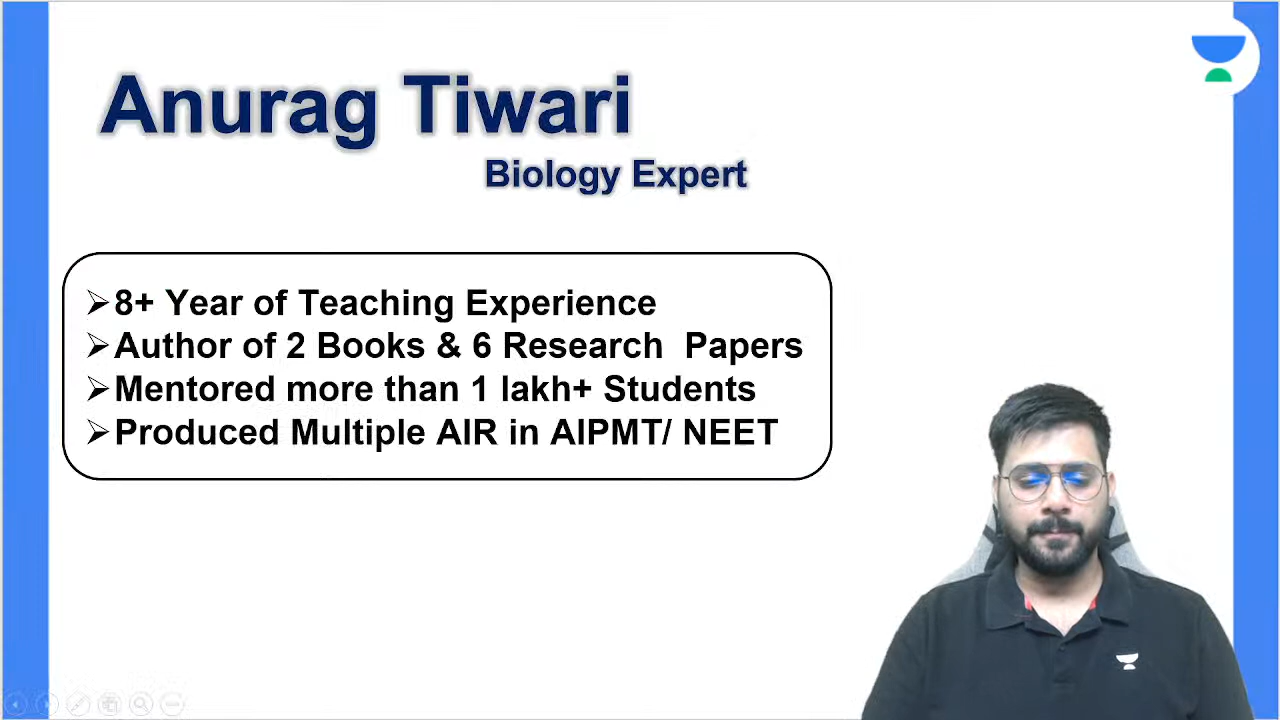 Anurag Tiwari
Biology Expert
➢8+ Year of Teaching Experience
➢Author of 2 Books & 6 Research  Papers
➢Mentored more than 1 lakh+ Students
➢Produced Multiple AIR in AIPMT/ NEET